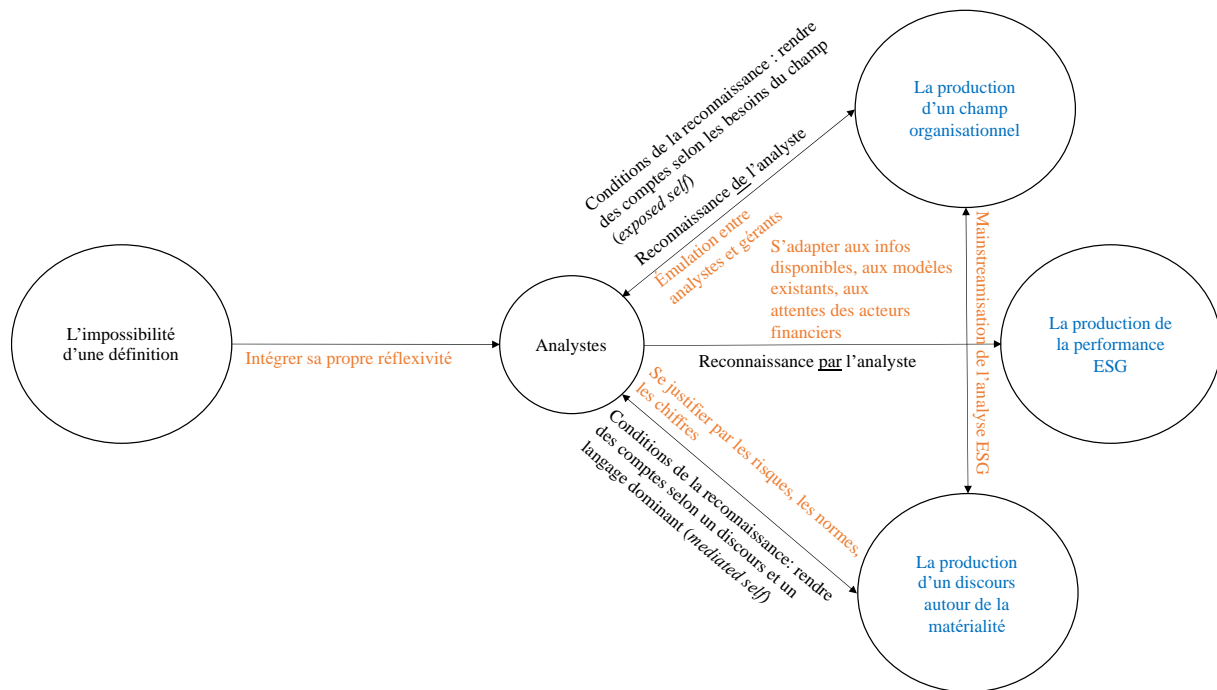 L'impossibilité
d'une définition
Intégrer sa propre réflexivité
Analystes
Conditions de la reconnaissance : rendre
des comptes selon les besoins du champ
(exposed self)
Reconnaissance de l'analyste
Émulation entre
analystes et gérants
La production
d'un champ
organisationnel
S'adapter aux infos
disponibles, aux modèles
existants, aux
attentes des acteurs
financiers
Reconnaissance par l'analyste
Mainstreamisation de l'analyse ESG
La production de
la performance
ESG
Se justifier par les risques, les normes,
les chiffres
Conditions de la reconnaissance: rendre
des comptes selon un discours et un
langage dominant (mediated self)
La production
d'un discours
autour de la
matérialité